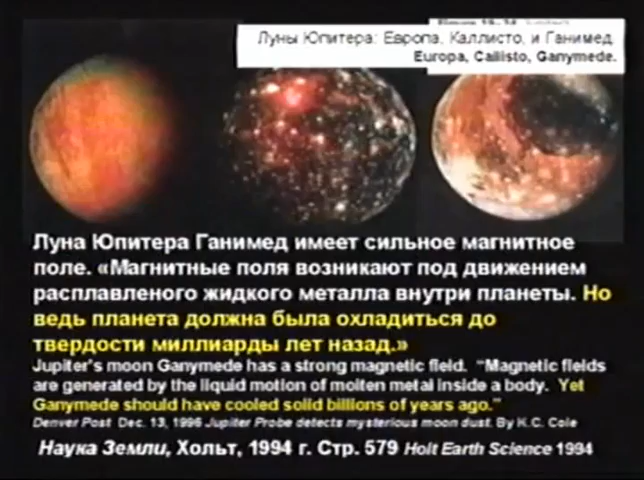 Луны Юпитера: Европа, Каллисто, и Ганимед.
Europa, Callisto, Ganymede.
Луна Юпитера Ганимед имеет сильное магнитное
поле. «Магнитные поля возникают под движением
расплавленого жидкого металла внутри планеты. Но
ведь планета должна была охладиться до
твердости миллиарды лет назад.»
Jupiter's moon Ganymede has a strong magnetic field. "Magnetic fields
are generated by the liquid motion of molten metal inside a body. Yet
Ganymede should have cooled solid billions of years ago."
Denver Post Dec. 13, 1996 Jupiter Probe detects mysterious moon dust. By K.C. Cole
Наука Земли, Хольт, 1994 г. Стр. 579 Holt Earth Science 1994